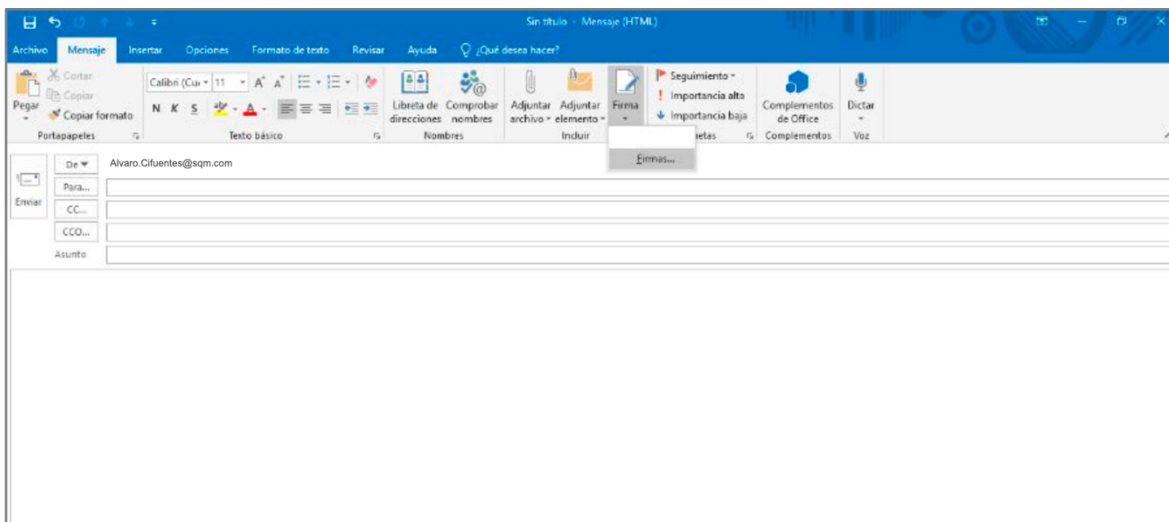 Sin título - Mensaje (HTML)
Archivo Mensaje Insertar Opciones Formato de texto Revisar Ayuda ¿Qué desea hacer?
Pegar
Cortar
Copiar
Copiar formato
Portapapeles
Calibri (Cu 11
N K S
Texto básico
Libreta de direcciones
Comprobar nombres
Nombres
Adjuntar archivo
Adjuntar elemento
Firma
Incluir
Firmas...
Seguimiento
Importancia alta
Importancia baja
etas
Complementos de Office
Complementos
Dictar
Voz
Enviar
De Alvaro.Cifuentes@sqm.com
Para...
CC...
CCO...
Asunto